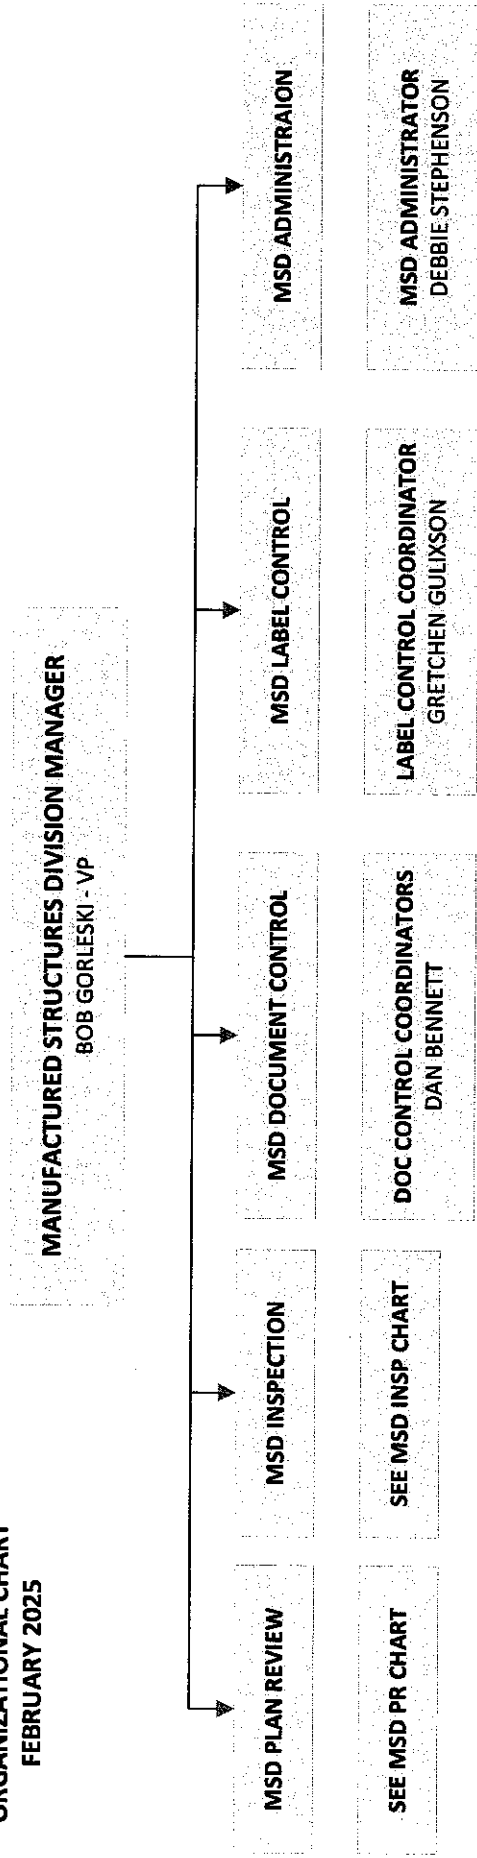 ORGANIZATIONAL CHART
FEBRUARY 2025
MANUFACTURED STRUCTURES DIVISION MANAGER
BOB GORLESKI - VP
MSD PLAN REVIEW
MSD INSPECTION
MSD DOCUMENT CONTROL
MSD LABEL CONTROL
MSD ADMINISTRAION
SEE MSD PR CHART
SEE MSD INSP CHART
DOC CONTROL COORDINATORS
DAN BENNETT
LABEL CONTROL COORDINATOR
GRETCHEN GULIXSON
MSD ADMINISTRATOR
DEBBIE STEPHENSON